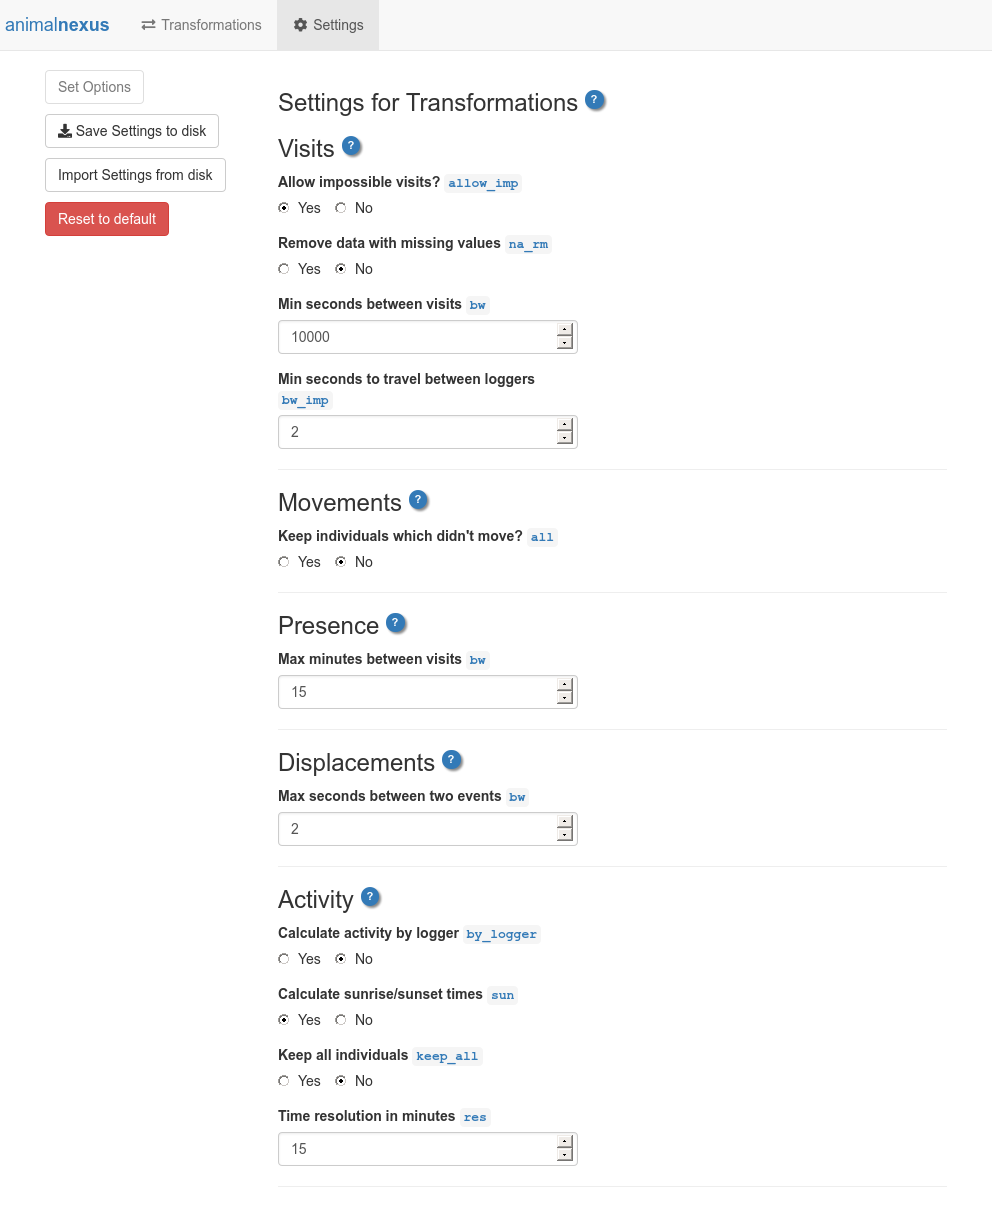 animalnexus Transformations Settings
Set Options
Save Settings to disk
Import Settings from disk
Reset to default
Settings for Transformations ?
Visits ?
Allow impossible visits? allow_imp
Yes No
Remove data with missing values na_rm
Yes No
Min seconds between visits bw
10000
Min seconds to travel between loggers
bw_imp
2
Movements ?
Keep individuals which didn't move? all
Yes No
Presence ?
Max minutes between visits bw
15
Displacements ?
Max seconds between two events bw
2
Activity ?
Calculate activity by logger by_logger
Yes No
Calculate sunrise/sunset times sun
Yes No
Keep all individuals keep_all
Yes No
Time resolution in minutes res
15